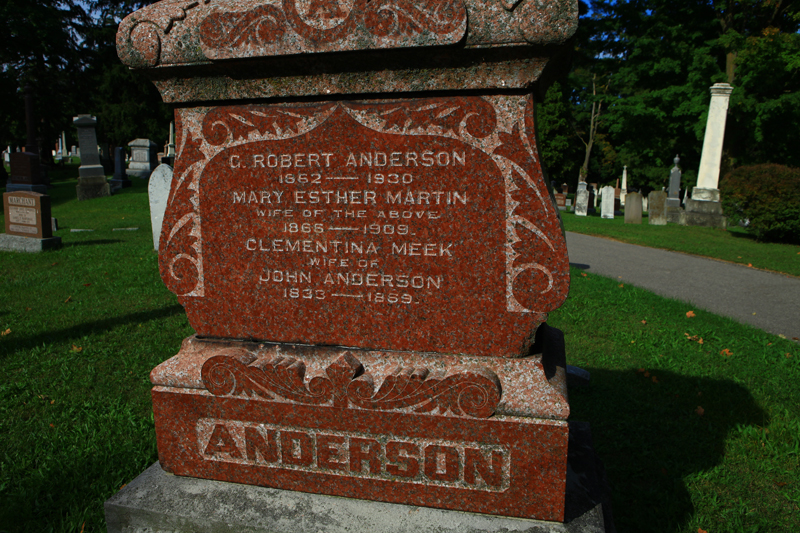 A
G. ROBERT ANDERSON
1862 — 1930
MARY ESTHER MARTIN
WIFE OF THE ABOVE
1865 — 1909.
CLEMENTINA MEEK
WIFE OF
JOHN ANDERSON
1833 — 1869.
ANDERSON